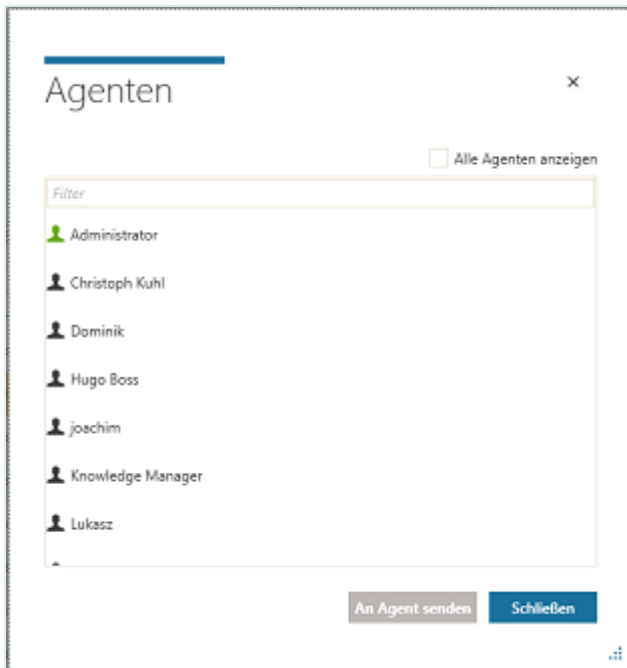 Agenten
Alle Agenten anzeigen
Filter
Administrator
Christoph Kuhl
Dominik
Hugo Boss
joachim
Knowledge Manager
Lukasz
An Agent senden
Schließen